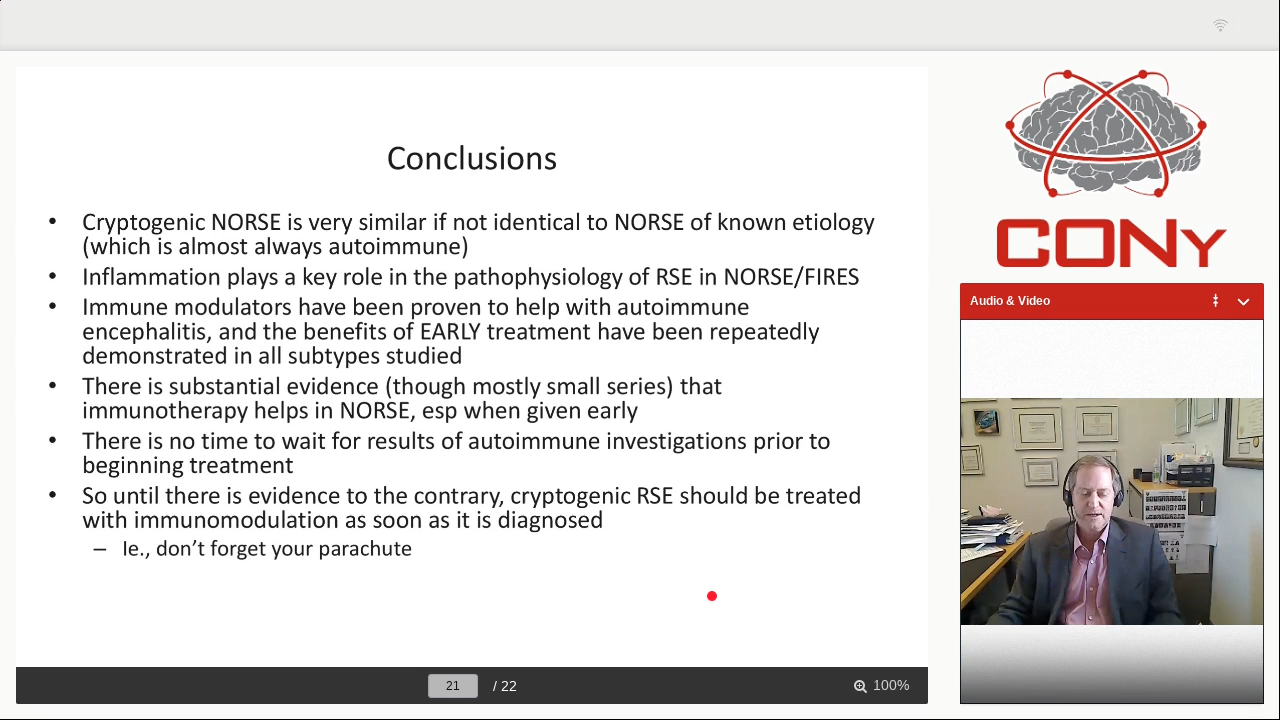 Conclusions
• Cryptogenic NORSE is very similar if not identical to NORSE of known etiology
(which is almost always autoimmune)
• Inflammation plays a key role in the pathophysiology of RSE in NORSE/FIRES
• Immune modulators have been proven to help with autoimmune
encephalitis, and the benefits of EARLY treatment have been repeatedly
demonstrated in all subtypes studied
• There is substantial evidence (though mostly small series) that
immunotherapy helps in NORSE, esp when given early
• There is no time to wait for results of autoimmune investigations prior to
beginning treatment
• So until there is evidence to the contrary, cryptogenic RSE should be treated
with immunomodulation as soon as it is diagnosed
– Ie., don’t forget your parachute
21 / 22
100%
CONy
Audio & Video